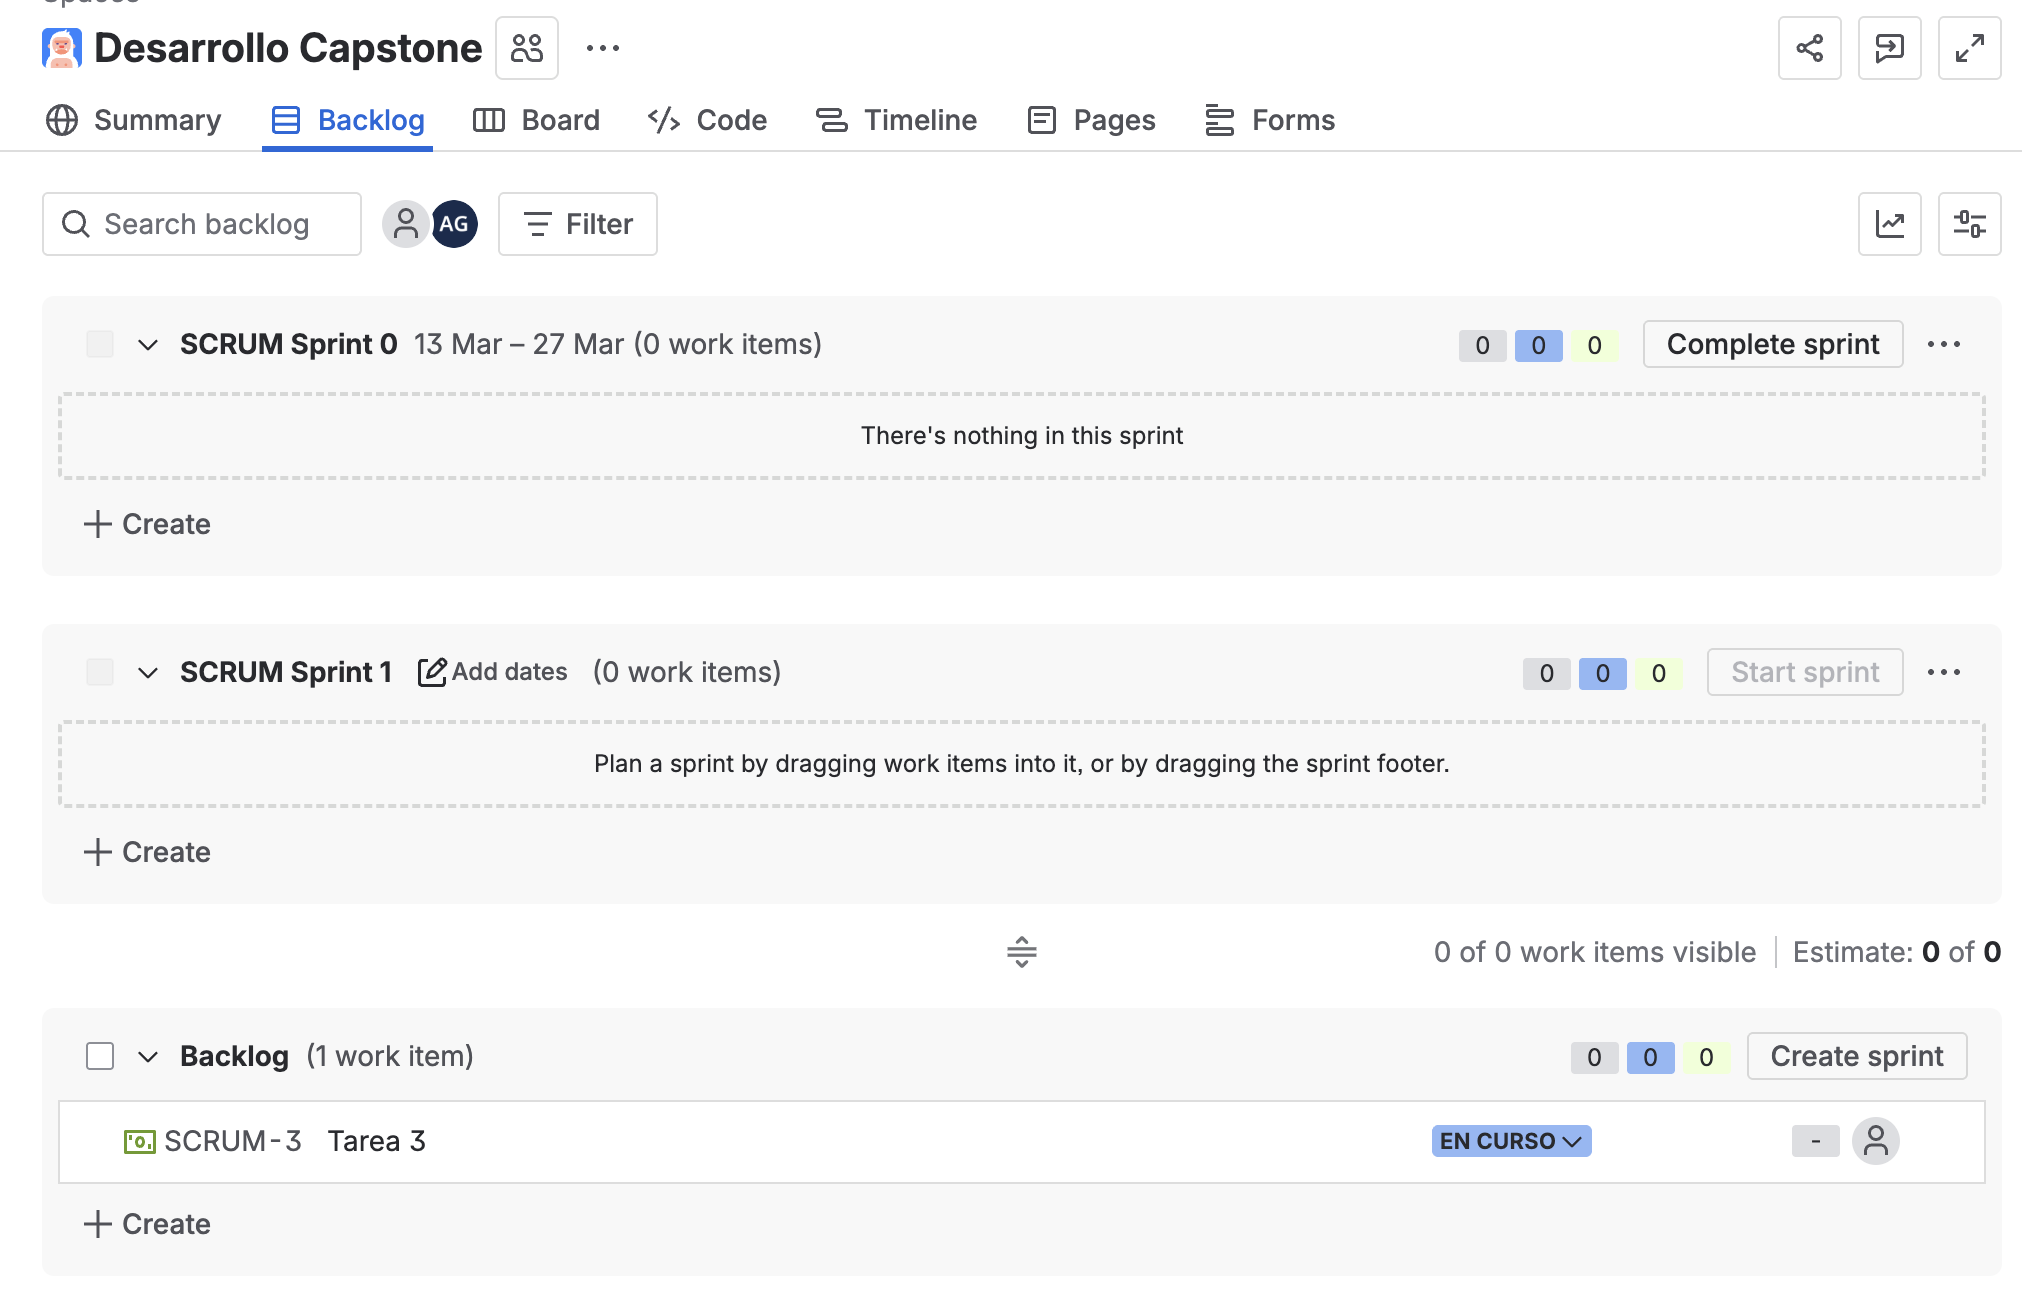 Spaces
Desarrollo Capstone
Summary Backlog Board Code Timeline Pages Forms
Search backlog AG Filter
SCRUM Sprint 0 13 Mar – 27 Mar (0 work items) 0 0 0 Complete sprint
There's nothing in this sprint
Create
SCRUM Sprint 1 Add dates (0 work items) 0 0 0 Start sprint
Plan a sprint by dragging work items into it, or by dragging the sprint footer.
Create
0 of 0 work items visible Estimate: 0 of 0
Backlog (1 work item) 0 0 0 Create sprint
SCRUM-3 Tarea 3 EN CURSO -
Create